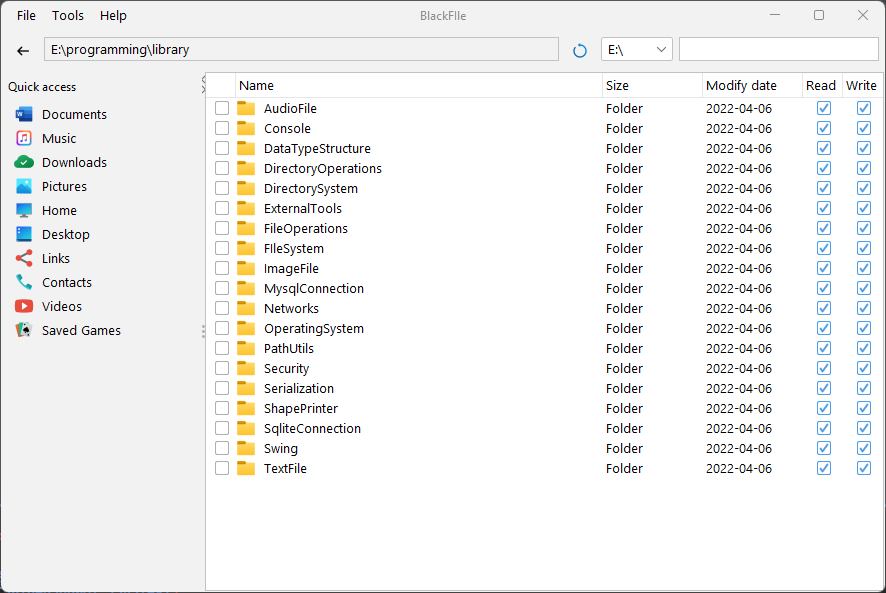 File Tools Help BlackFIle
E:\programming\library E:\
Quick access
Documents
Music
Downloads
Pictures
Home
Desktop
Links
Contacts
Videos
Saved Games
Name Size Modify date Read Write
AudioFile Folder 2022-04-06
Console Folder 2022-04-06
DataTypeStructure Folder 2022-04-06
DirectoryOperations Folder 2022-04-06
DirectorySystem Folder 2022-04-06
ExternalTools Folder 2022-04-06
FileOperations Folder 2022-04-06
FIleSystem Folder 2022-04-06
ImageFile Folder 2022-04-06
MysqlConnection Folder 2022-04-06
Networks Folder 2022-04-06
OperatingSystem Folder 2022-04-06
PathUtils Folder 2022-04-06
Security Folder 2022-04-06
Serialization Folder 2022-04-06
ShapePrinter Folder 2022-04-06
SqliteConnection Folder 2022-04-06
Swing Folder 2022-04-06
TextFile Folder 2022-04-06